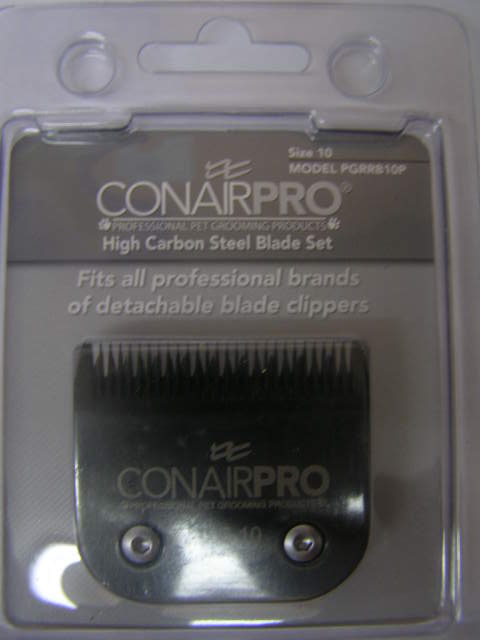 Size 10
MODEL PGRRB10P
CONAIRPRO®
PROFESSIONAL PET GROOMING PRODUCTS
High Carbon Steel Blade Set
Fits all professional brands
of detachable blade clippers
CONAIRPRO
PROFESSIONAL PET GROOMING PRODUCTS
10